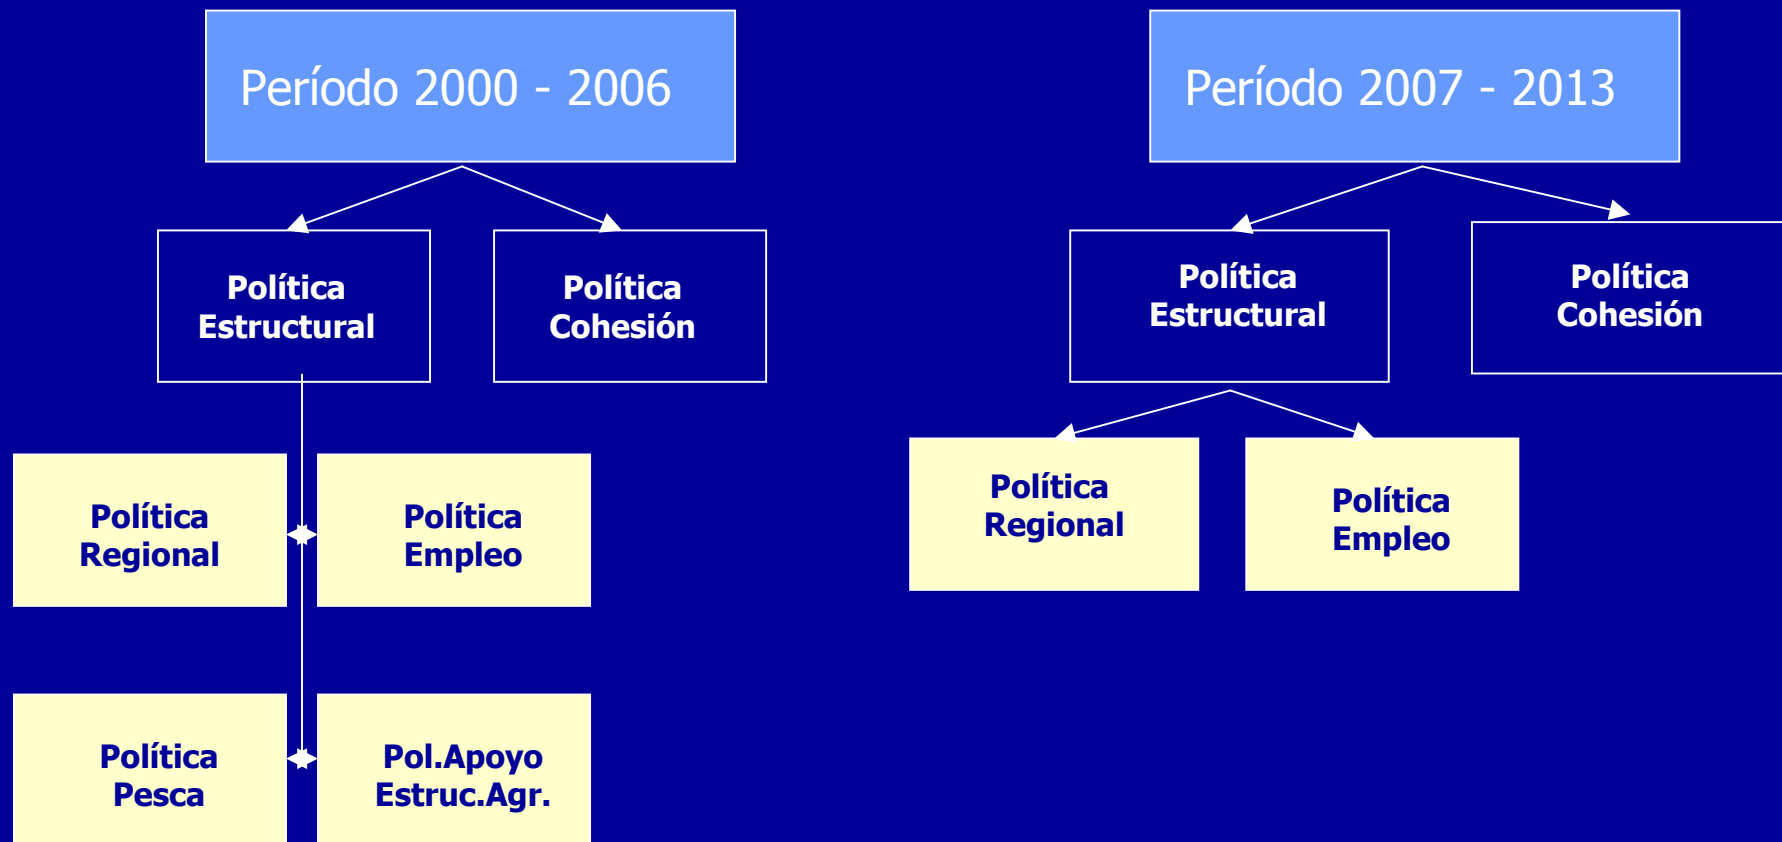 Período 2000 - 2006
Política
Estructural
Política
Cohesión
Política
Regional
Política
Empleo
Política
Pesca
Pol.Apoyo
Estruc.Agr.
Período 2007 - 2013
Política
Estructural
Política
Cohesión
Política
Regional
Política
Empleo